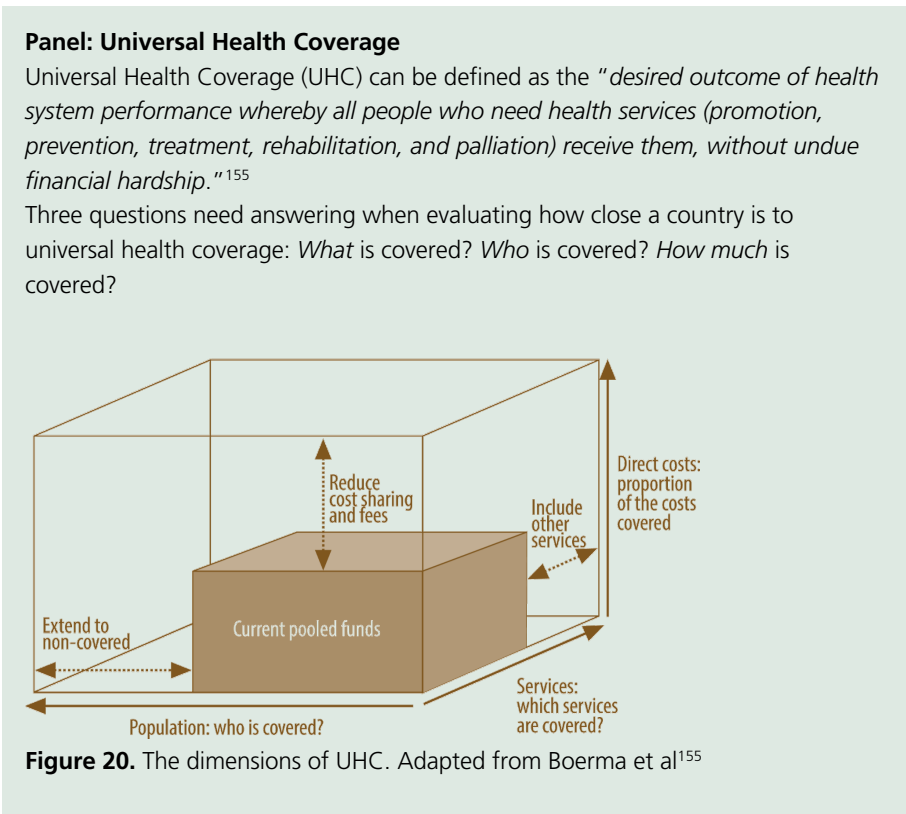 Panel: Universal Health Coverage
Universal Health Coverage (UHC) can be defined as the “desired outcome of health
system performance whereby all people who need health services (promotion,
prevention, treatment, rehabilitation, and palliation) receive them, without undue
financial hardship.”155
Three questions need answering when evaluating how close a country is to
universal health coverage: What is covered? Who is covered? How much is
covered?
Reduce
cost sharing
and fees
Include
other
services
Direct costs:
proportion
of the costs
covered
Extend to
non-covered
Current pooled funds
Services:
which services
are covered?
Population: who is covered?
Figure 20. The dimensions of UHC. Adapted from Boerma et al155